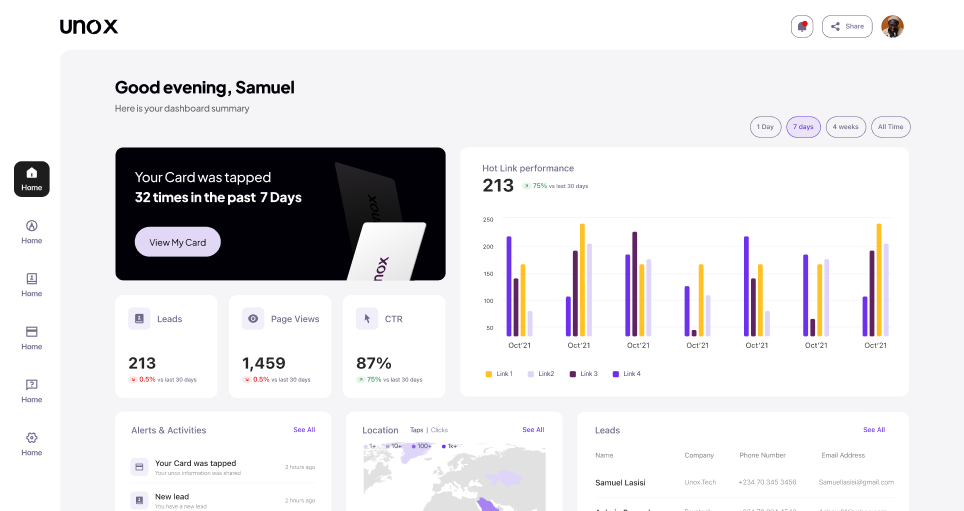 UNOX
Share
Good evening, Samuel
Here is your dashboard summary
1 Day
7 days
4 weeks
All Time
Home
Home
Home
Home
Home
Home
Your Card was tapped
32 times in the past 7 Days
View My Card
unox
unox
Leads
213
0.5% vs last 30 days
Page Views
1,459
0.5% vs last 30 days
CTR
87%
75% vs last 30 days
Hot Link performance
213
75% vs last 30 days
250
200
150
100
50
Oct'21
Oct'21
Oct'21
Oct'21
Oct'21
Oct'21
Oct'21
Link 1
Link2
Link 3
Link 4
Alerts & Activities
See All
Your Card was tapped
Your unox information was shared
3 hours ago
New lead
You have a new lead
2 hours ago
Location
Taps | Clicks
See All
1+
10+
100+
1k+
Leads
See All
Name
Company
Phone Number
Email Address
Samuel Lasisi
Unox.Tech
+234 70.345 3456
Samuellasisi@gmail.com